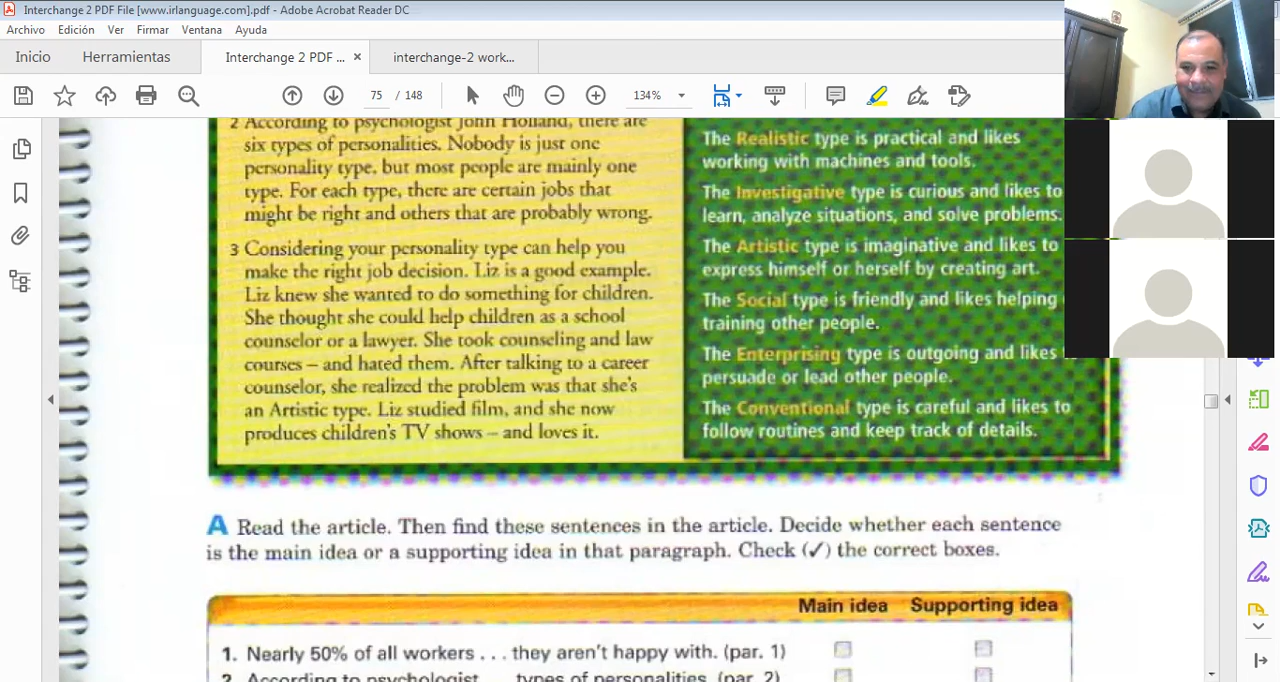 Interchange 2 PDF File [www.irlanguage.com].pdf - Adobe Acrobat Reader DC
Archivo Edición Ver Firmar Ventana Ayuda
Inicio Herramientas Interchange 2 PDF ... × interchange-2 work...
75 / 148 134%
2 According to psychologist John Holland, there are
six types of personalities. Nobody is just one
personality type, but most people are mainly one
type. For each type, there are certain jobs that
might be right and others that are probably wrong.
3 Considering your personality type can help you
make the right job decision. Liz is a good example.
Liz knew she wanted to do something for children.
She thought she could help children as a school
counselor or a lawyer. She took counseling and law
courses – and hated them. After talking to a career
counselor, she realized the problem was that she's
an Artistic type. Liz studied film, and she now
produces children's TV shows – and loves it.
The Realistic type is practical and likes
working with machines and tools.
The Investigative type is curious and likes to
learn, analyze situations, and solve problems.
The Artistic type is imaginative and likes to
express himself or herself by creating art.
The Social type is friendly and likes helping
training other people.
The Enterprising type is outgoing and likes
persuade or lead other people.
The Conventional type is careful and likes to
follow routines and keep track of details.
A Read the article. Then find these sentences in the article. Decide whether each sentence
is the main idea or a supporting idea in that paragraph. Check (✓) the correct boxes.
Main idea Supporting idea
1. Nearly 50% of all workers . . . they aren't happy with. (par. 1)
2. According to psychologist . . . types of personalities. (par. 2)